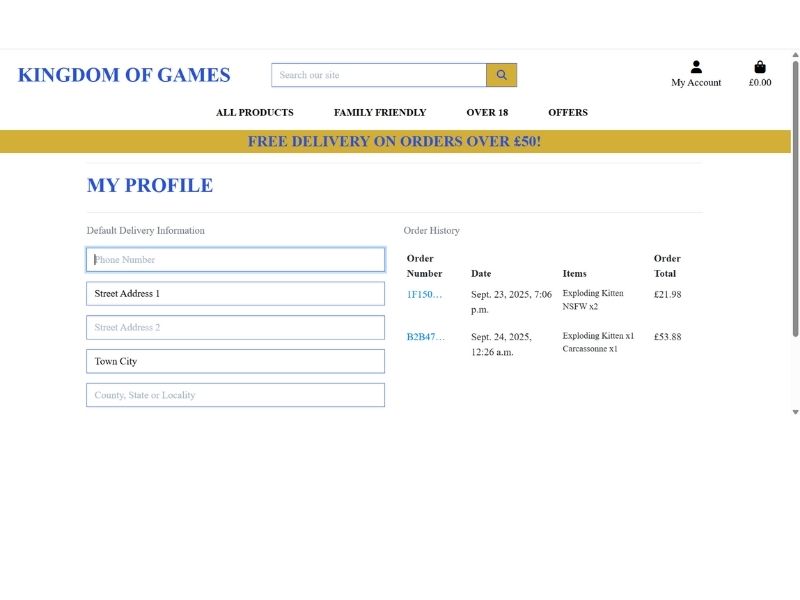 KINGDOM OF GAMES
Search our site
My Account
£0.00
ALL PRODUCTS FAMILY FRIENDLY OVER 18 OFFERS
FREE DELIVERY ON ORDERS OVER £50!
MY PROFILE
Default Delivery Information
Phone Number
Street Address 1
Street Address 2
Town City
County, State or Locality
Order History
Order Number Date Items Order Total
1F150... Sept. 23, 2025, 7:06 p.m. Exploding Kitten NSFW x2 £21.98
B2B47... Sept. 24, 2025, 12:26 a.m. Exploding Kitten x1 Carcassonne x1 £53.88